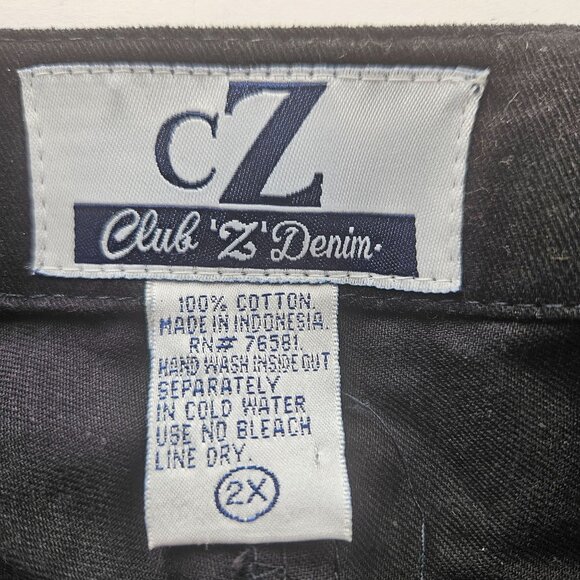 CZ
Club 'Z' Denim.
100% COTTON.
MADE IN INDONESIA.
RN# 76581.
HAND WASH INSIDE OUT
SEPARATELY
IN COLD WATER
USE NO BLEACH
LINE DRY.
2X